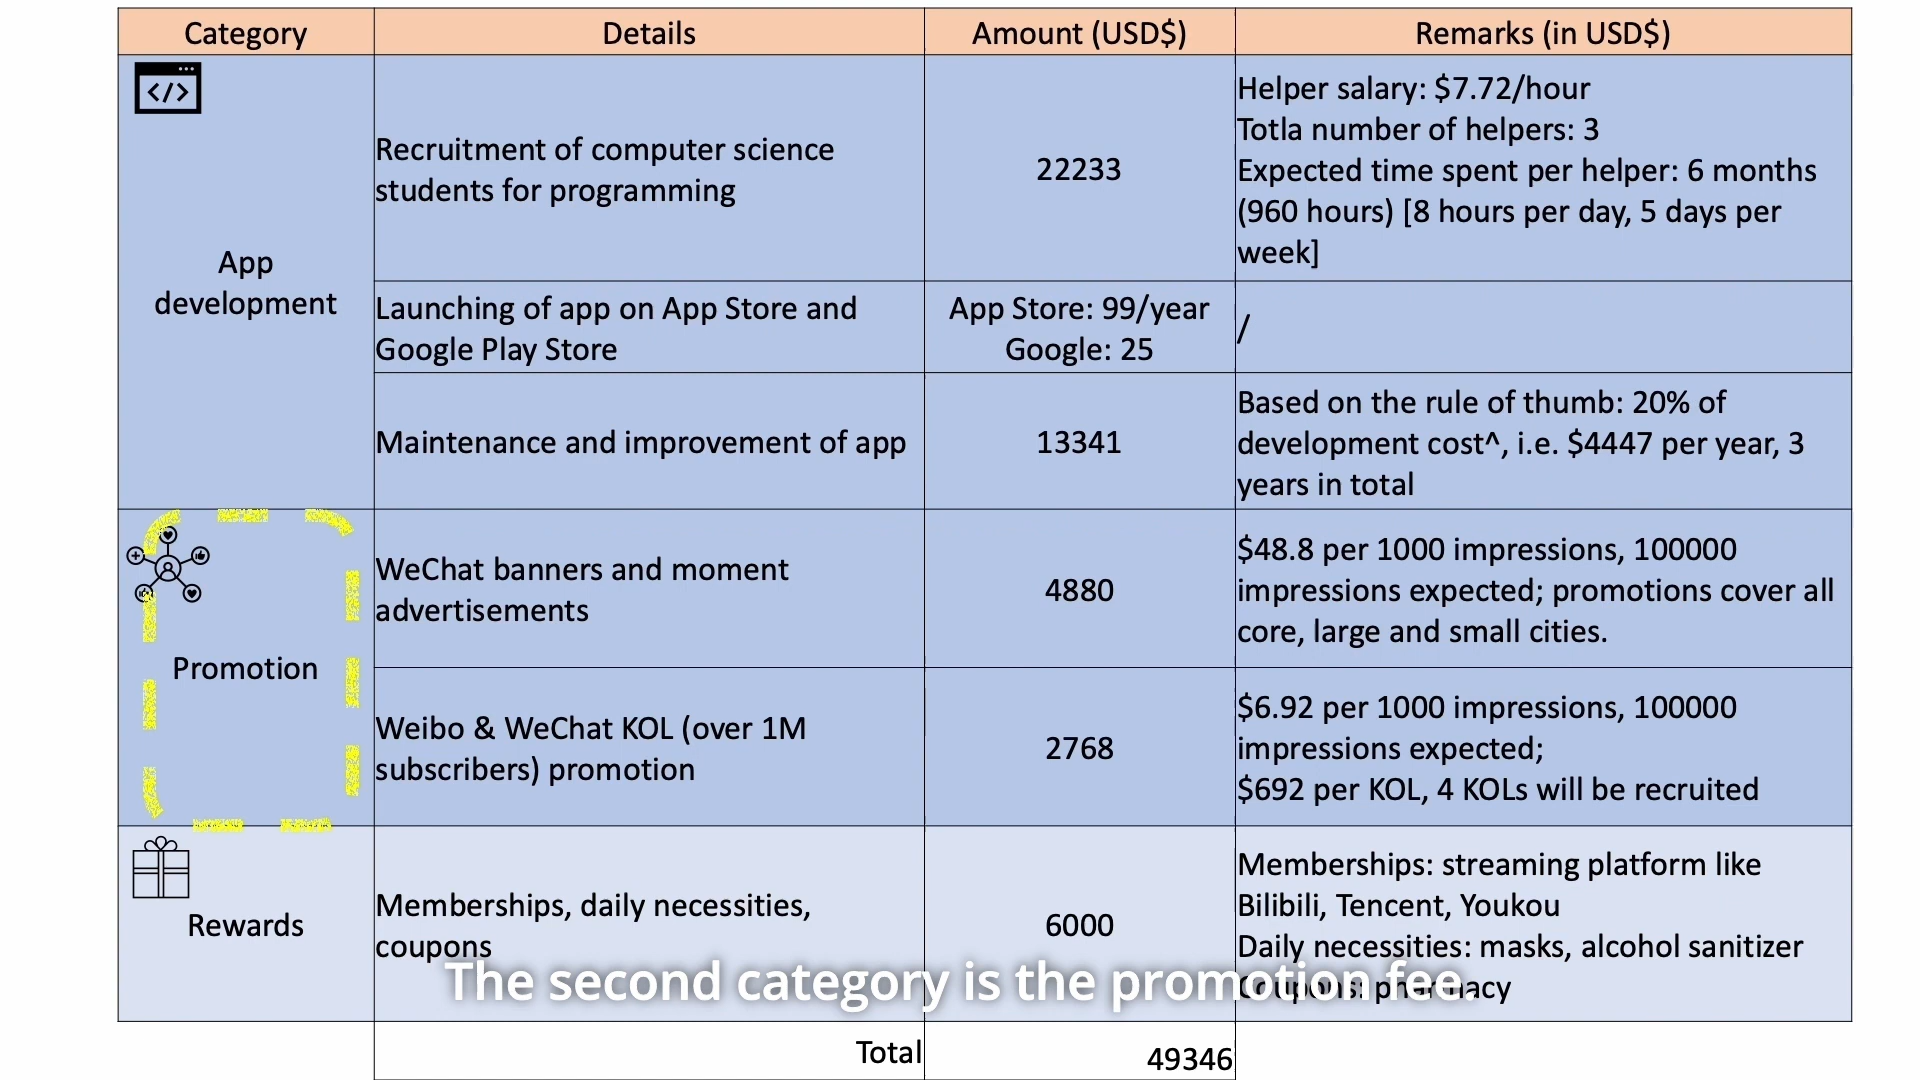 Category
Details
Amount (USD$)
Remarks (in USD$)
</>
App
development
Recruitment of computer science
students for programming
22233
Helper salary: $7.72/hour
Totla number of helpers: 3
Expected time spent per helper: 6 months
(960 hours) [8 hours per day, 5 days per
week]
Launching of app on App Store and
Google Play Store
App Store: 99/year
Google: 25
/
Maintenance and improvement of app
13341
Based on the rule of thumb: 20% of
development cost^, i.e. $4447 per year, 3
years in total
Promotion
WeChat banners and moment
advertisements
4880
$48.8 per 1000 impressions, 100000
impressions expected; promotions cover all
core, large and small cities.
Weibo & WeChat KOL (over 1M
subscribers) promotion
2768
$6.92 per 1000 impressions, 100000
impressions expected;
$692 per KOL, 4 KOLs will be recruited
Rewards
Memberships, daily necessities,
coupons
6000
Memberships: streaming platform like
Bilibili, Tencent, Youkou
Daily necessities: masks, alcohol sanitizer
Coupons: pharmacy
The second category is the promotion fee.
Total
49346